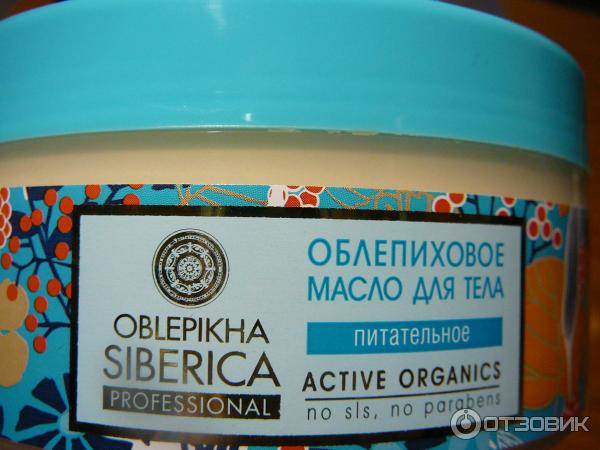 OBLEPIKHA
SIBERICA
PROFESSIONAL
ОБЛЕПИХОВОЕ
МАСЛО ДЛЯ ТЕЛА
питательное
ACTIVE ORGANICS
no sls, no parabens
ОТЗОВИК